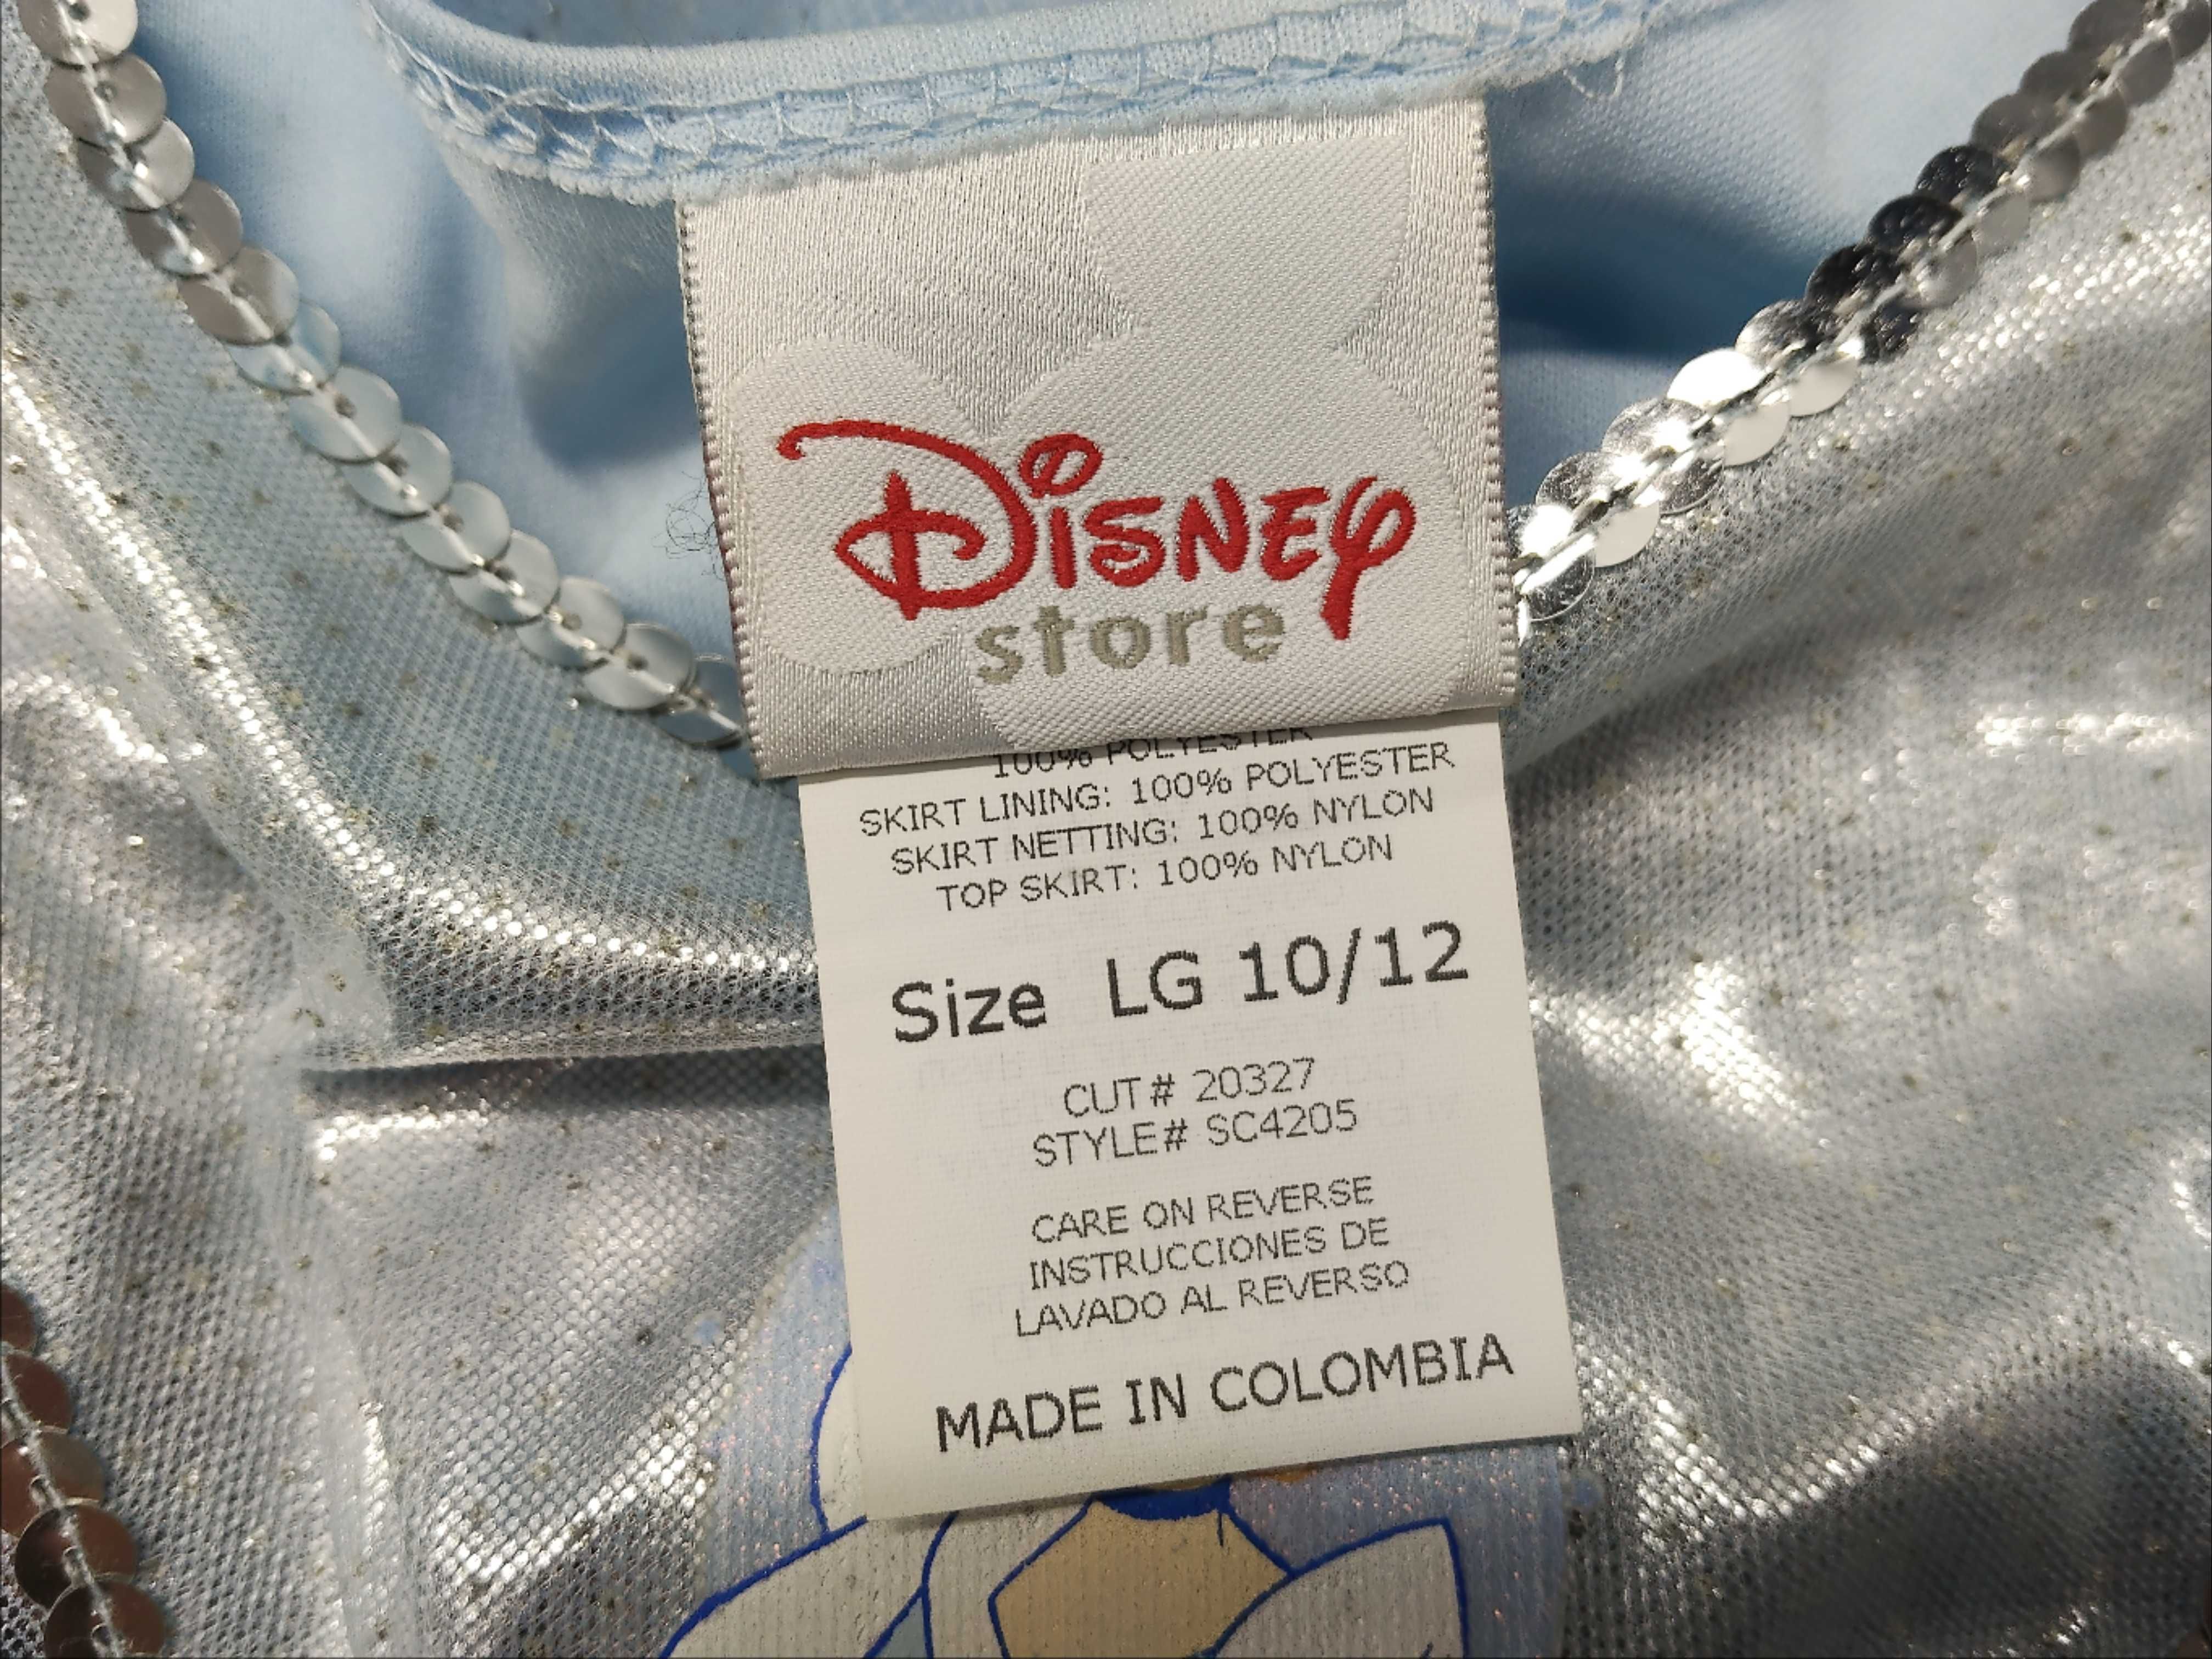 Disney
store
100% POLYESTER
SKIRT LINING: 100% POLYESTER
SKIRT NETTING: 100% NYLON
TOP SKIRT: 100% NYLON
Size LG 10/12
CUT# 20327
STYLE# SC4205
CARE ON REVERSE
INSTRUCCIONES DE
LAVADO AL REVERSO
MADE IN COLOMBIA